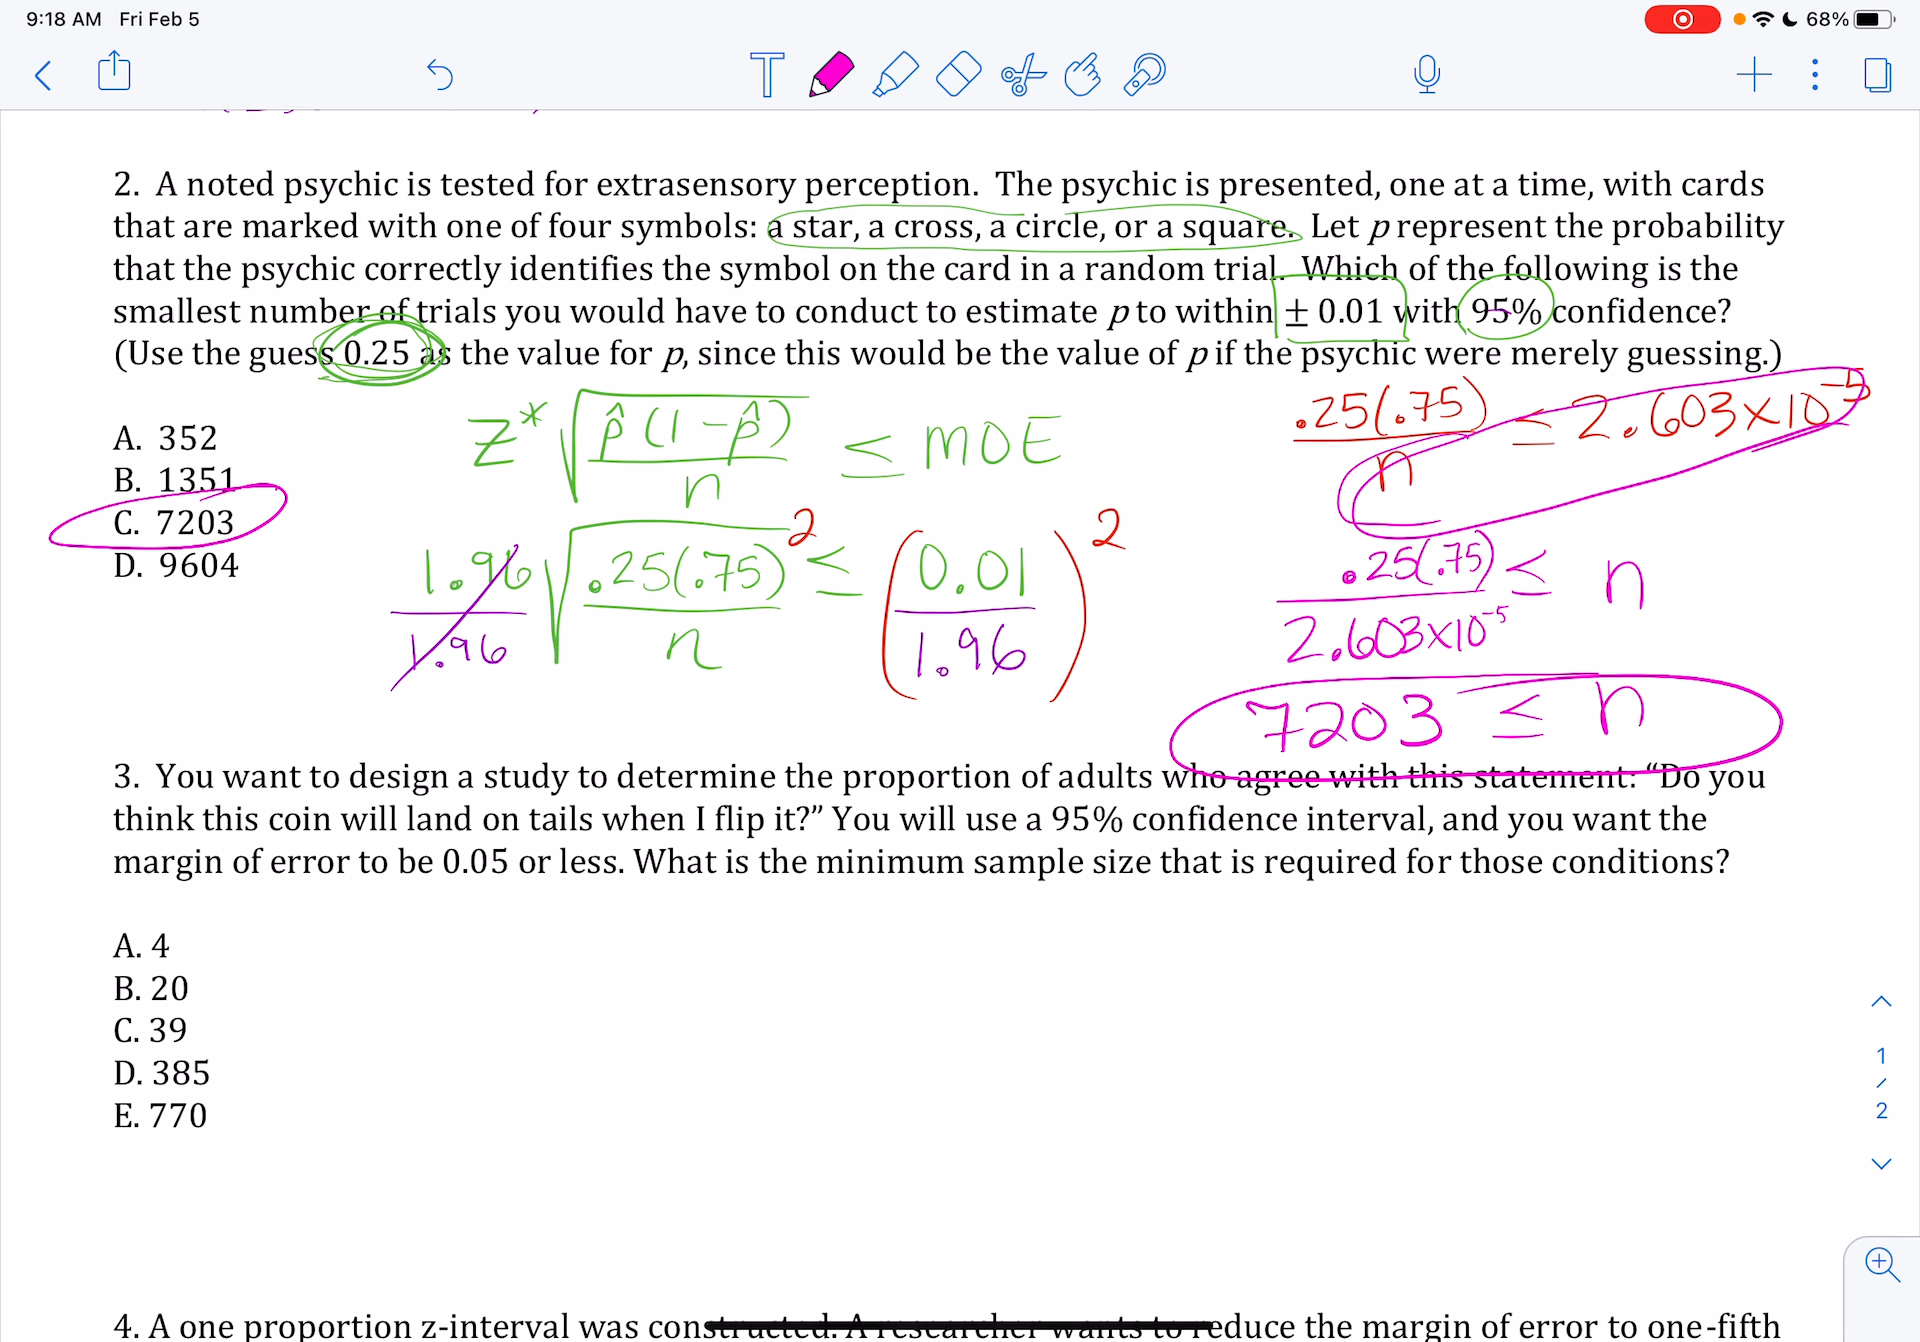 9:18 AM Fri Feb 5
68%
2. A noted psychic is tested for extrasensory perception. The psychic is presented, one at a time, with cards
that are marked with one of four symbols: a star, a cross, a circle, or a square. Let p represent the probability
that the psychic correctly identifies the symbol on the card in a random trial. Which of the following is the
smallest number of trials you would have to conduct to estimate p to within ± 0.01 with 95% confidence?
(Use the guess 0.25 as the value for p, since this would be the value of p if the psychic were merely guessing.)
A. 352
B. 1351
C. 7203
D. 9604
z* √(p̂(1-p̂)/n) ≤ MOE
1.96/1.96 √(.25(.75)/n)² ≤ (0.01/1.96)²
.25(.75)/n ≤ 2.603x10⁻⁵
.25(.75)/2.603x10⁻⁵ ≤ n
7203 ≤ n
3. You want to design a study to determine the proportion of adults who agree with this statement: “Do you
think this coin will land on tails when I flip it?” You will use a 95% confidence interval, and you want the
margin of error to be 0.05 or less. What is the minimum sample size that is required for those conditions?
A. 4
B. 20
C. 39
D. 385
E. 770
1
/
2
4. A one proportion z-interval was constructed. A researcher wants to reduce the margin of error to one-fifth